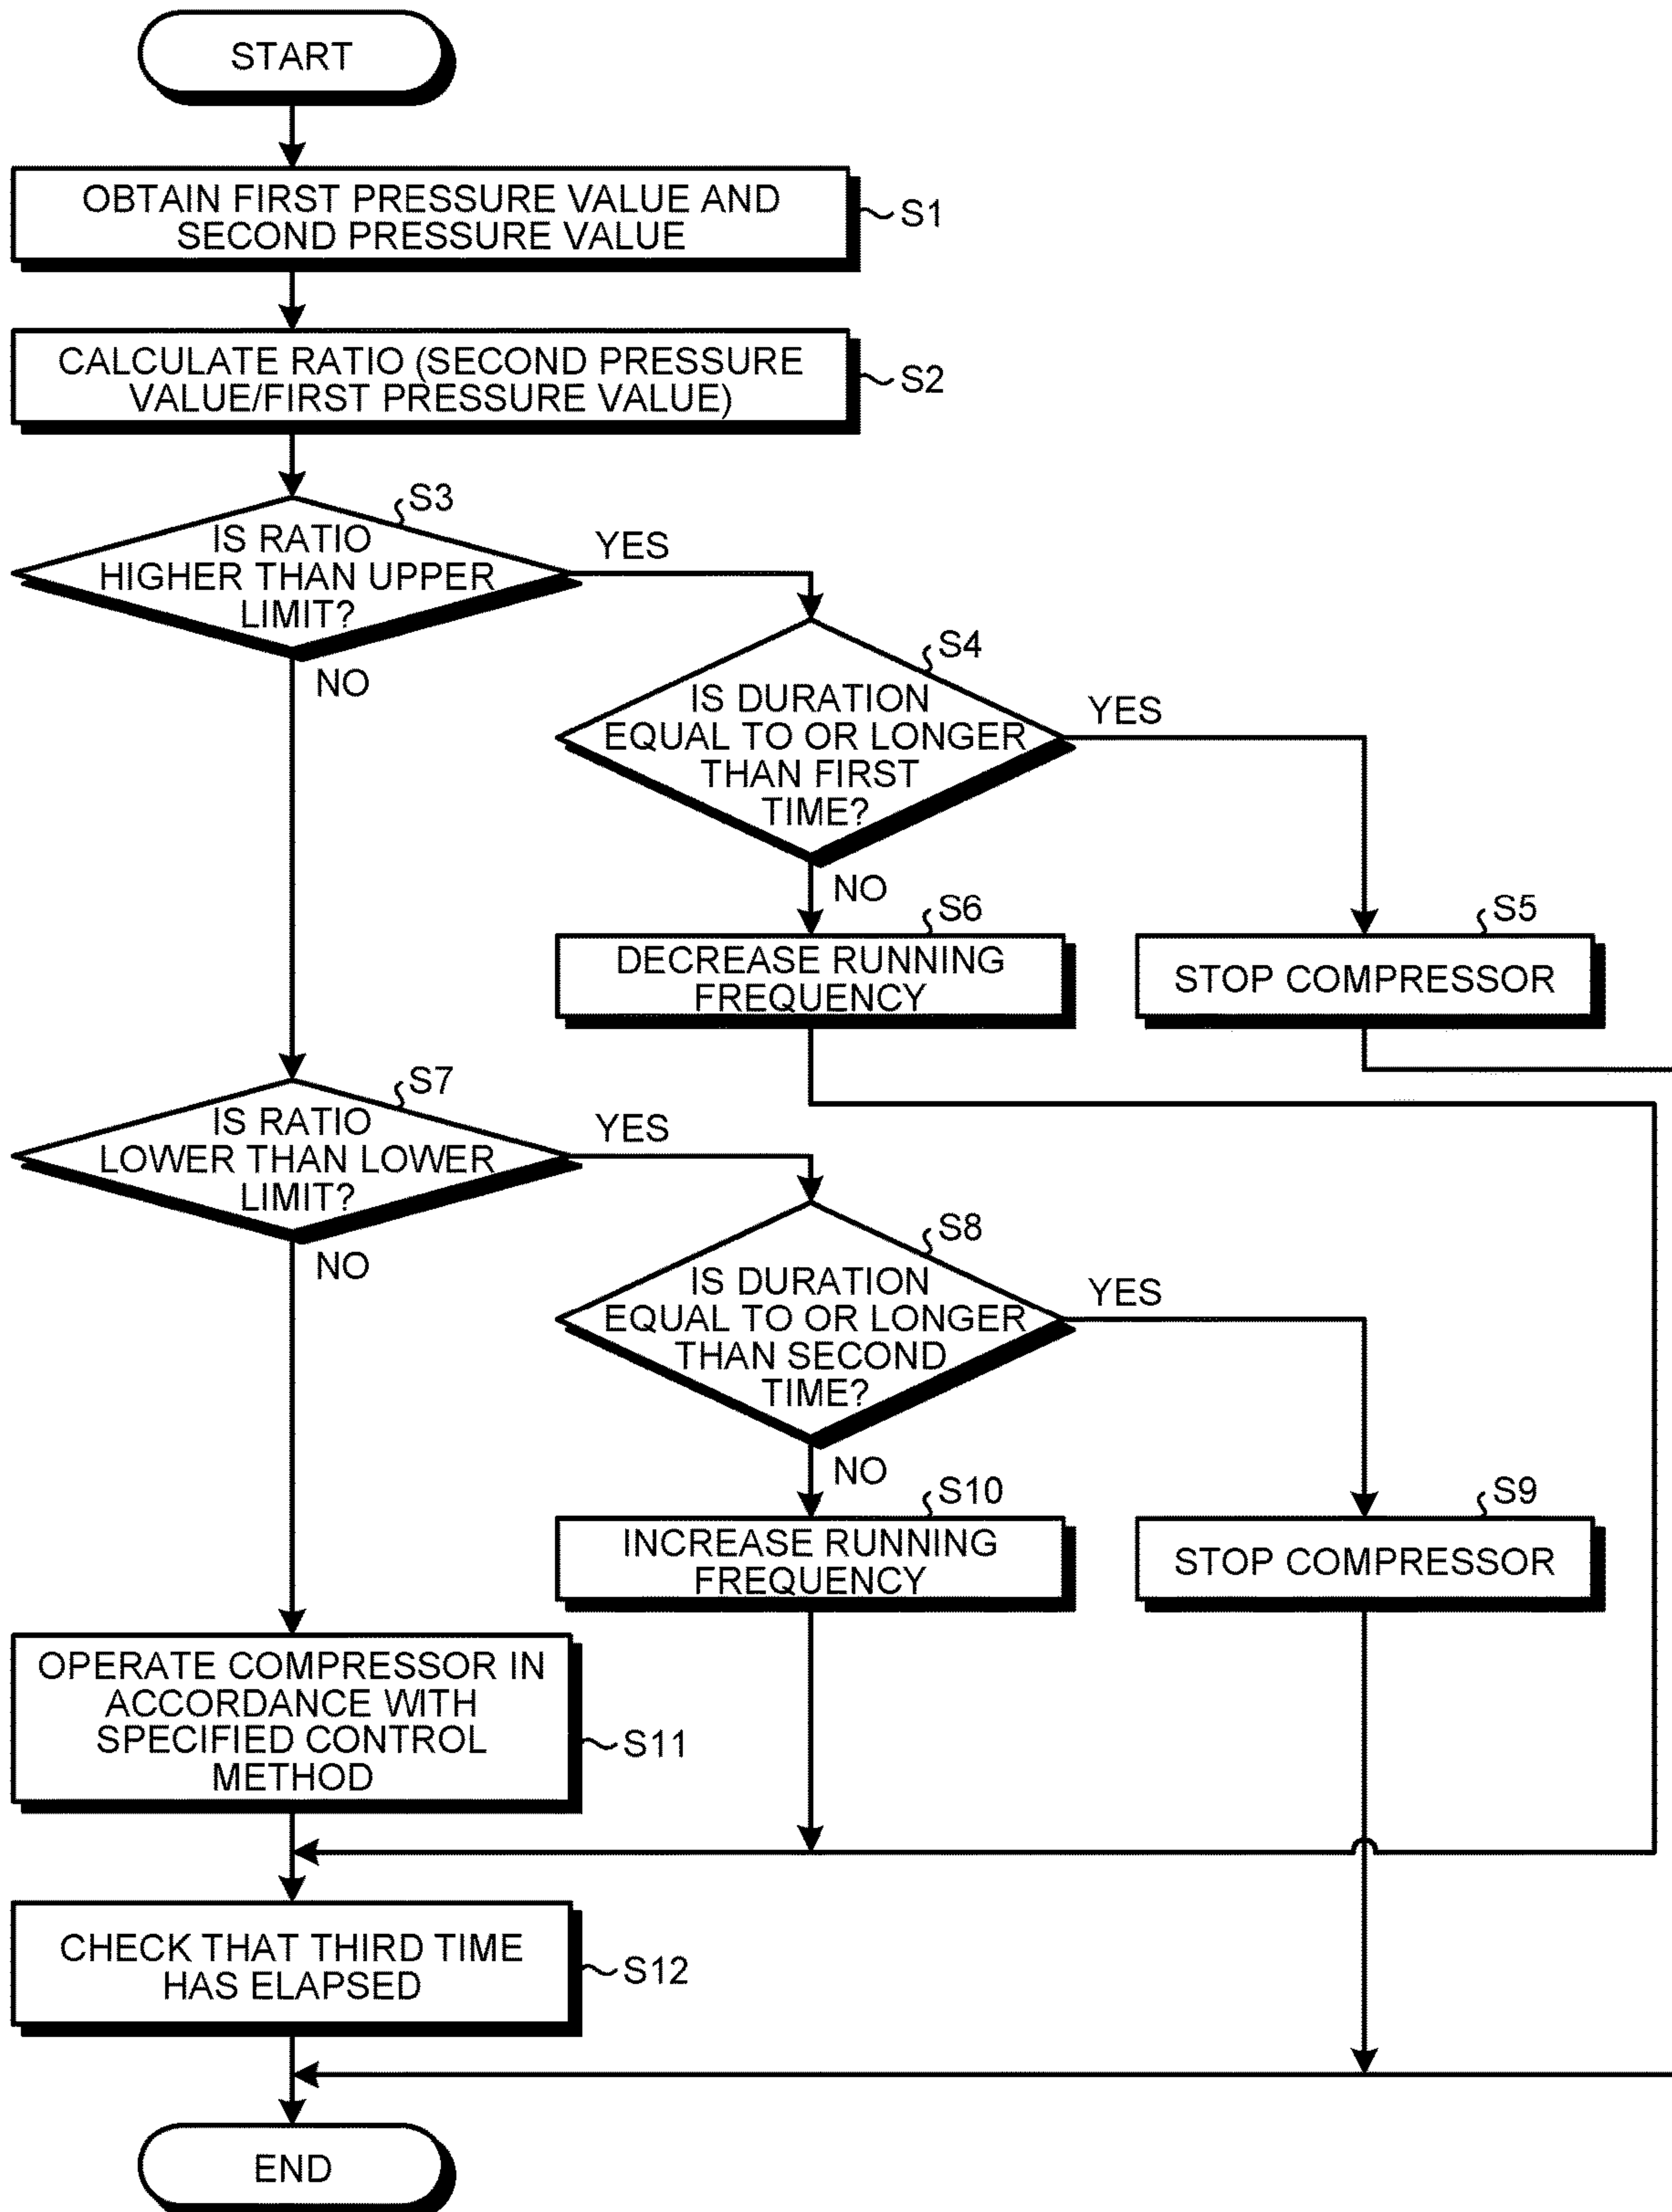 START
OBTAIN FIRST PRESSURE VALUE AND
SECOND PRESSURE VALUE
S1
CALCULATE RATIO (SECOND PRESSURE
VALUE/FIRST PRESSURE VALUE)
S2
S3
IS RATIO
HIGHER THAN UPPER
LIMIT?
YES
NO
S4
IS DURATION
EQUAL TO OR LONGER
THAN FIRST
TIME?
YES
NO
S6
DECREASE RUNNING
FREQUENCY
S5
STOP COMPRESSOR
S7
IS RATIO
LOWER THAN LOWER
LIMIT?
YES
NO
S8
IS DURATION
EQUAL TO OR LONGER
THAN SECOND
TIME?
YES
NO
S10
INCREASE RUNNING
FREQUENCY
S9
STOP COMPRESSOR
OPERATE COMPRESSOR IN
ACCORDANCE WITH
SPECIFIED CONTROL
METHOD
S11
CHECK THAT THIRD TIME
HAS ELAPSED
S12
END